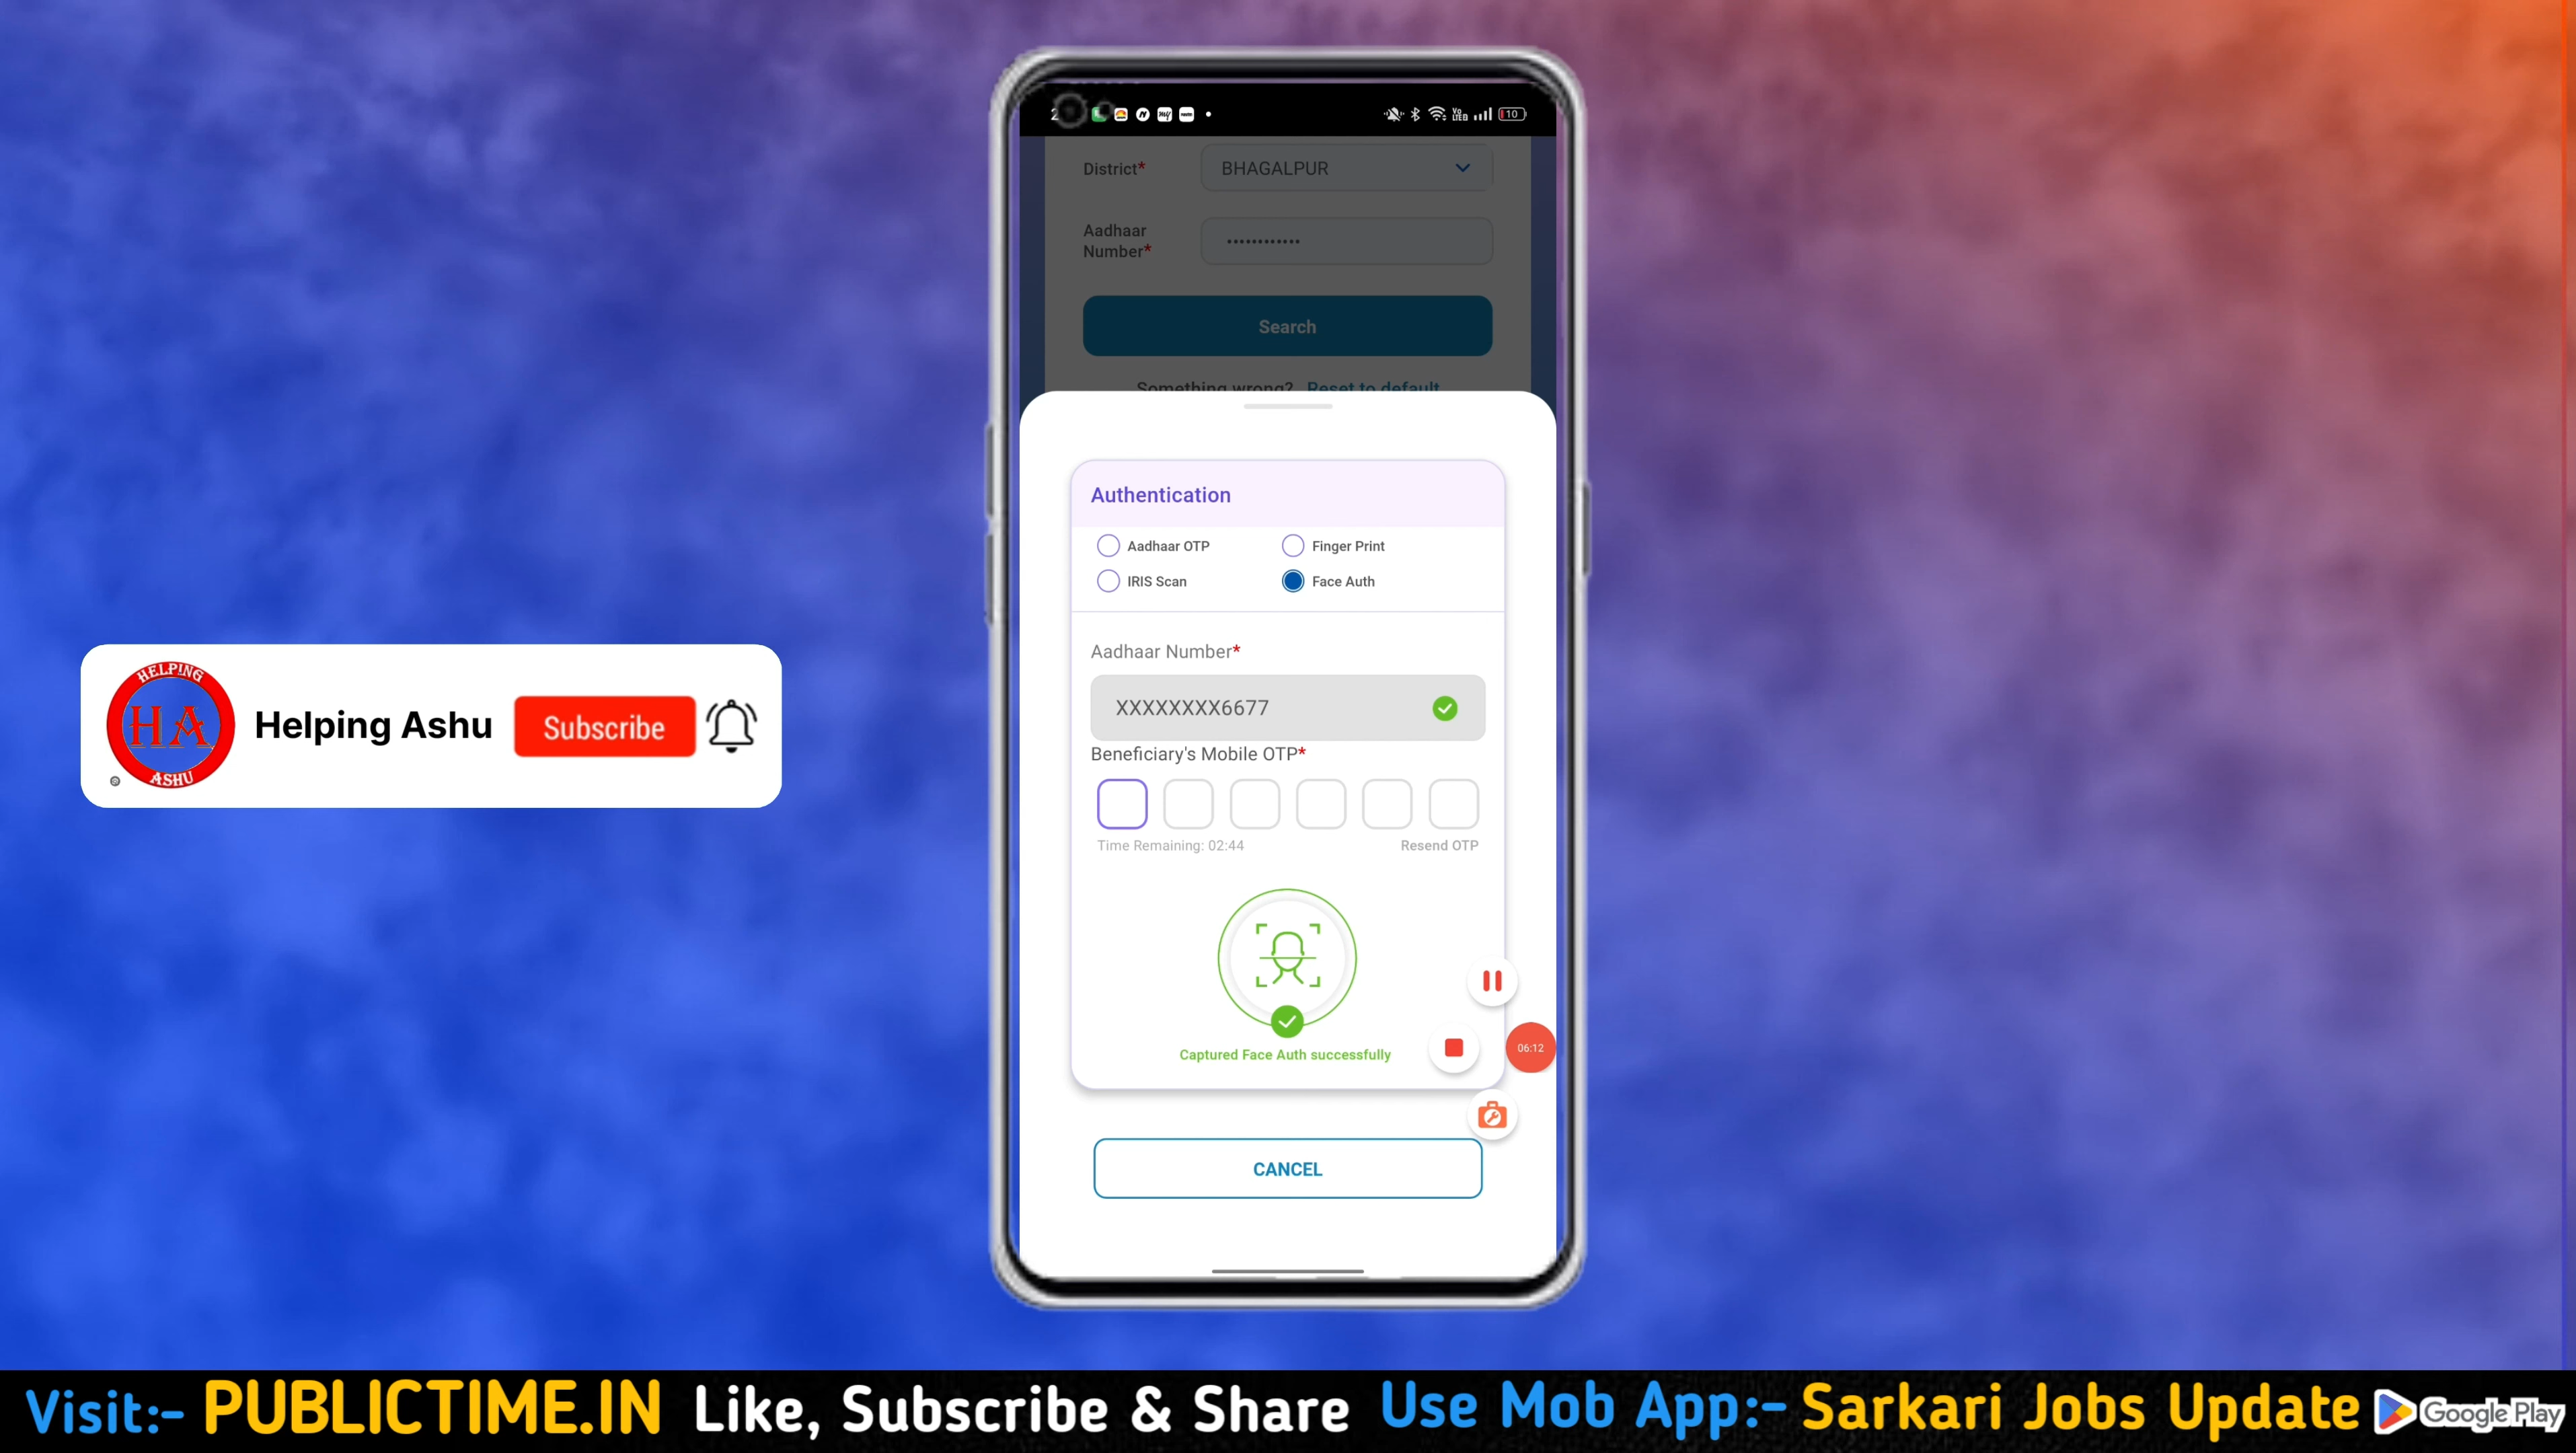 10
District*
BHAGALPUR
Aadhaar
Number*
••••••••••••
Search
Something wrong? Reset to default
Authentication
Aadhaar OTP
Finger Print
IRIS Scan
Face Auth
Aadhaar Number*
XXXXXXXX6677
Beneficiary's Mobile OTP*
Time Remaining: 02:44
Resend OTP
Captured Face Auth successfully
06:12
CANCEL
HELPING
HA
ASHU
Helping Ashu
Subscribe
Visit:- PUBLICTIME.IN Like, Subscribe & Share Use Mob App:- Sarkari Jobs Update Google Play